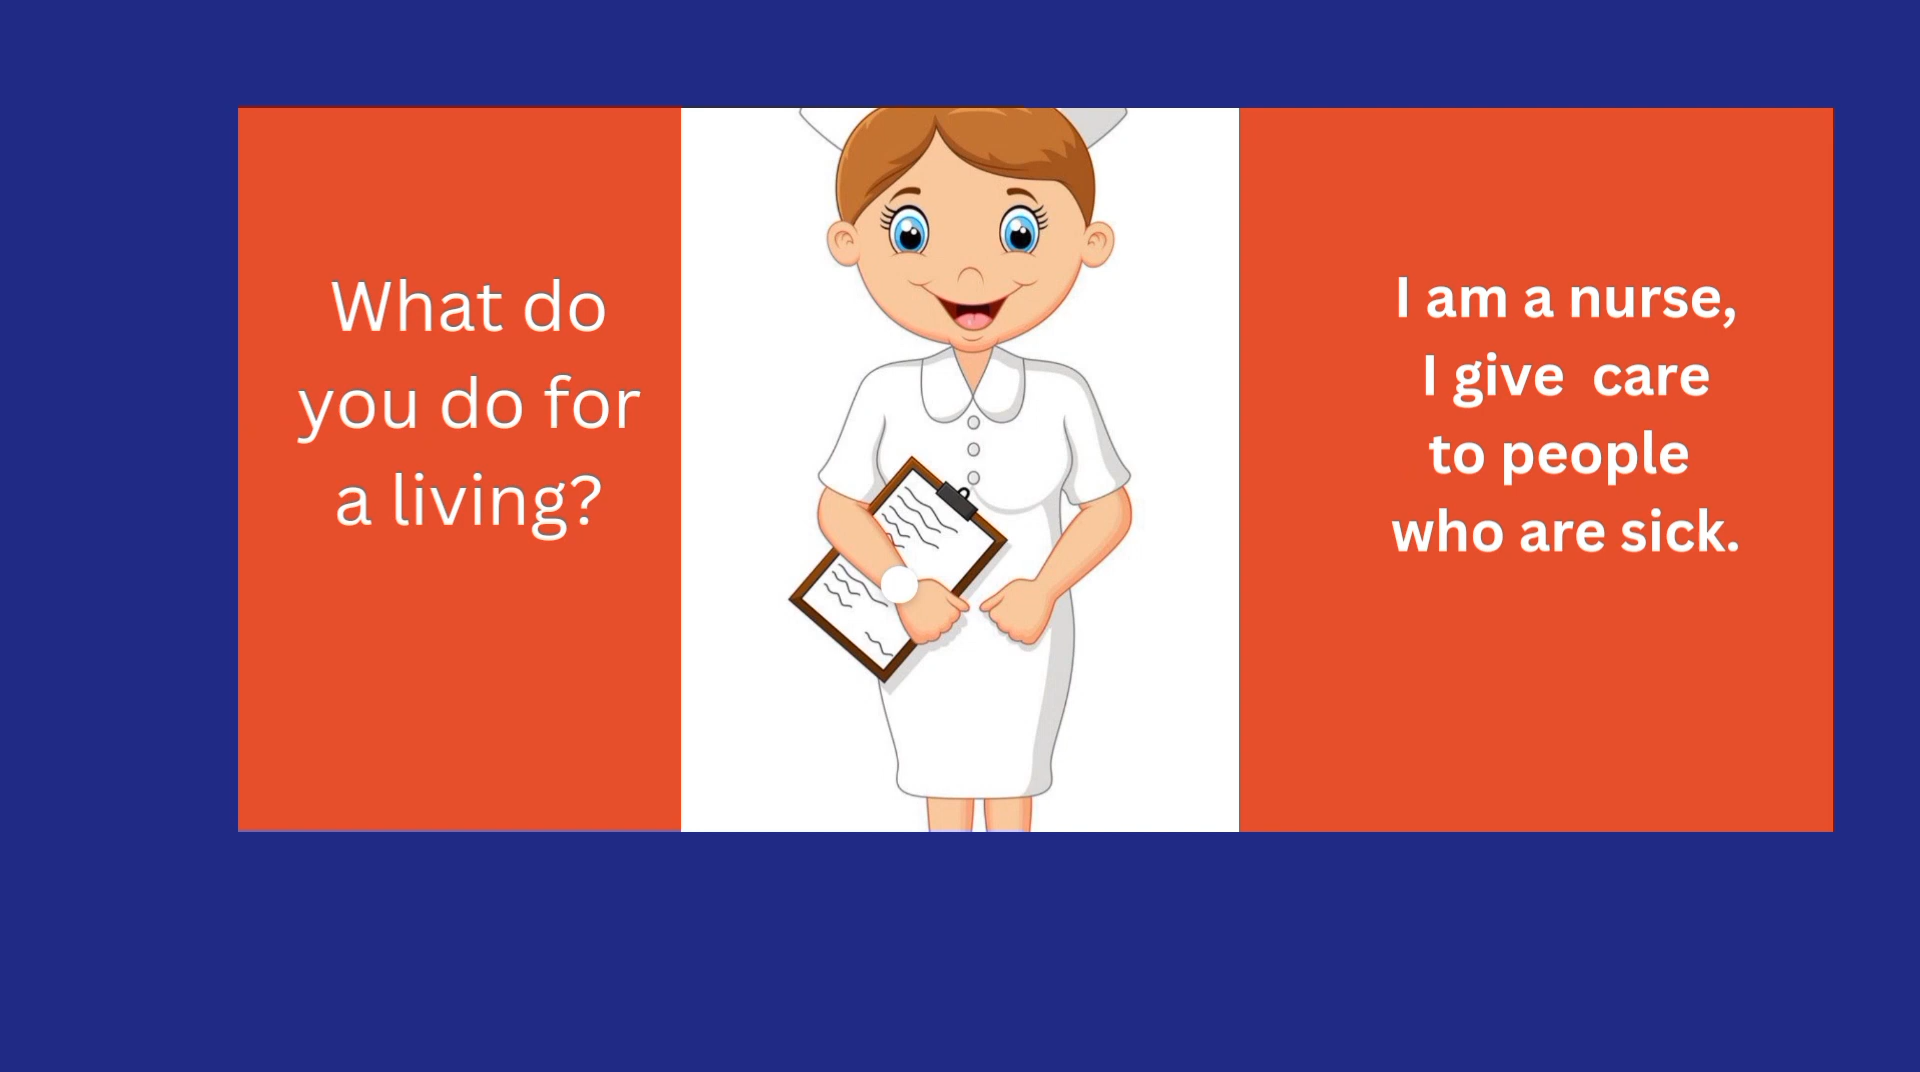 What do
you do for
a living?
I am a nurse,
I give  care
to people
who are sick.